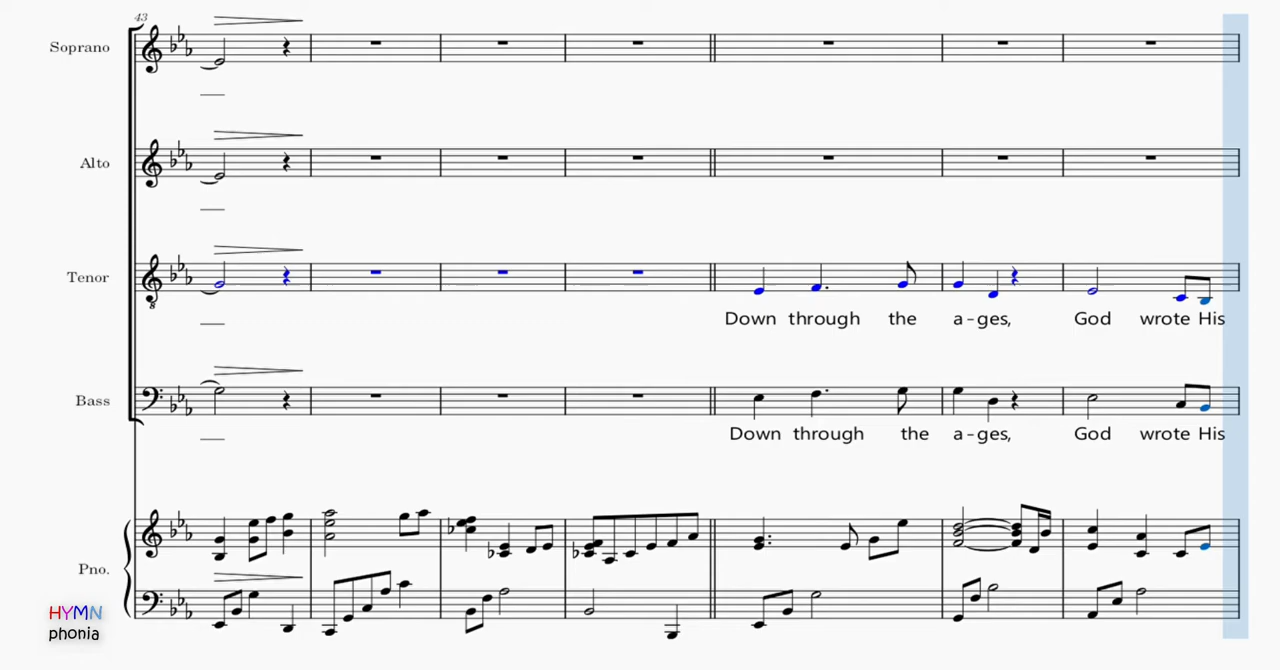 43
Soprano
Alto
Tenor
8
Down through the a-ges, God wrote His
Bass
Down through the a-ges, God wrote His
Pno.
HYMN
phonia